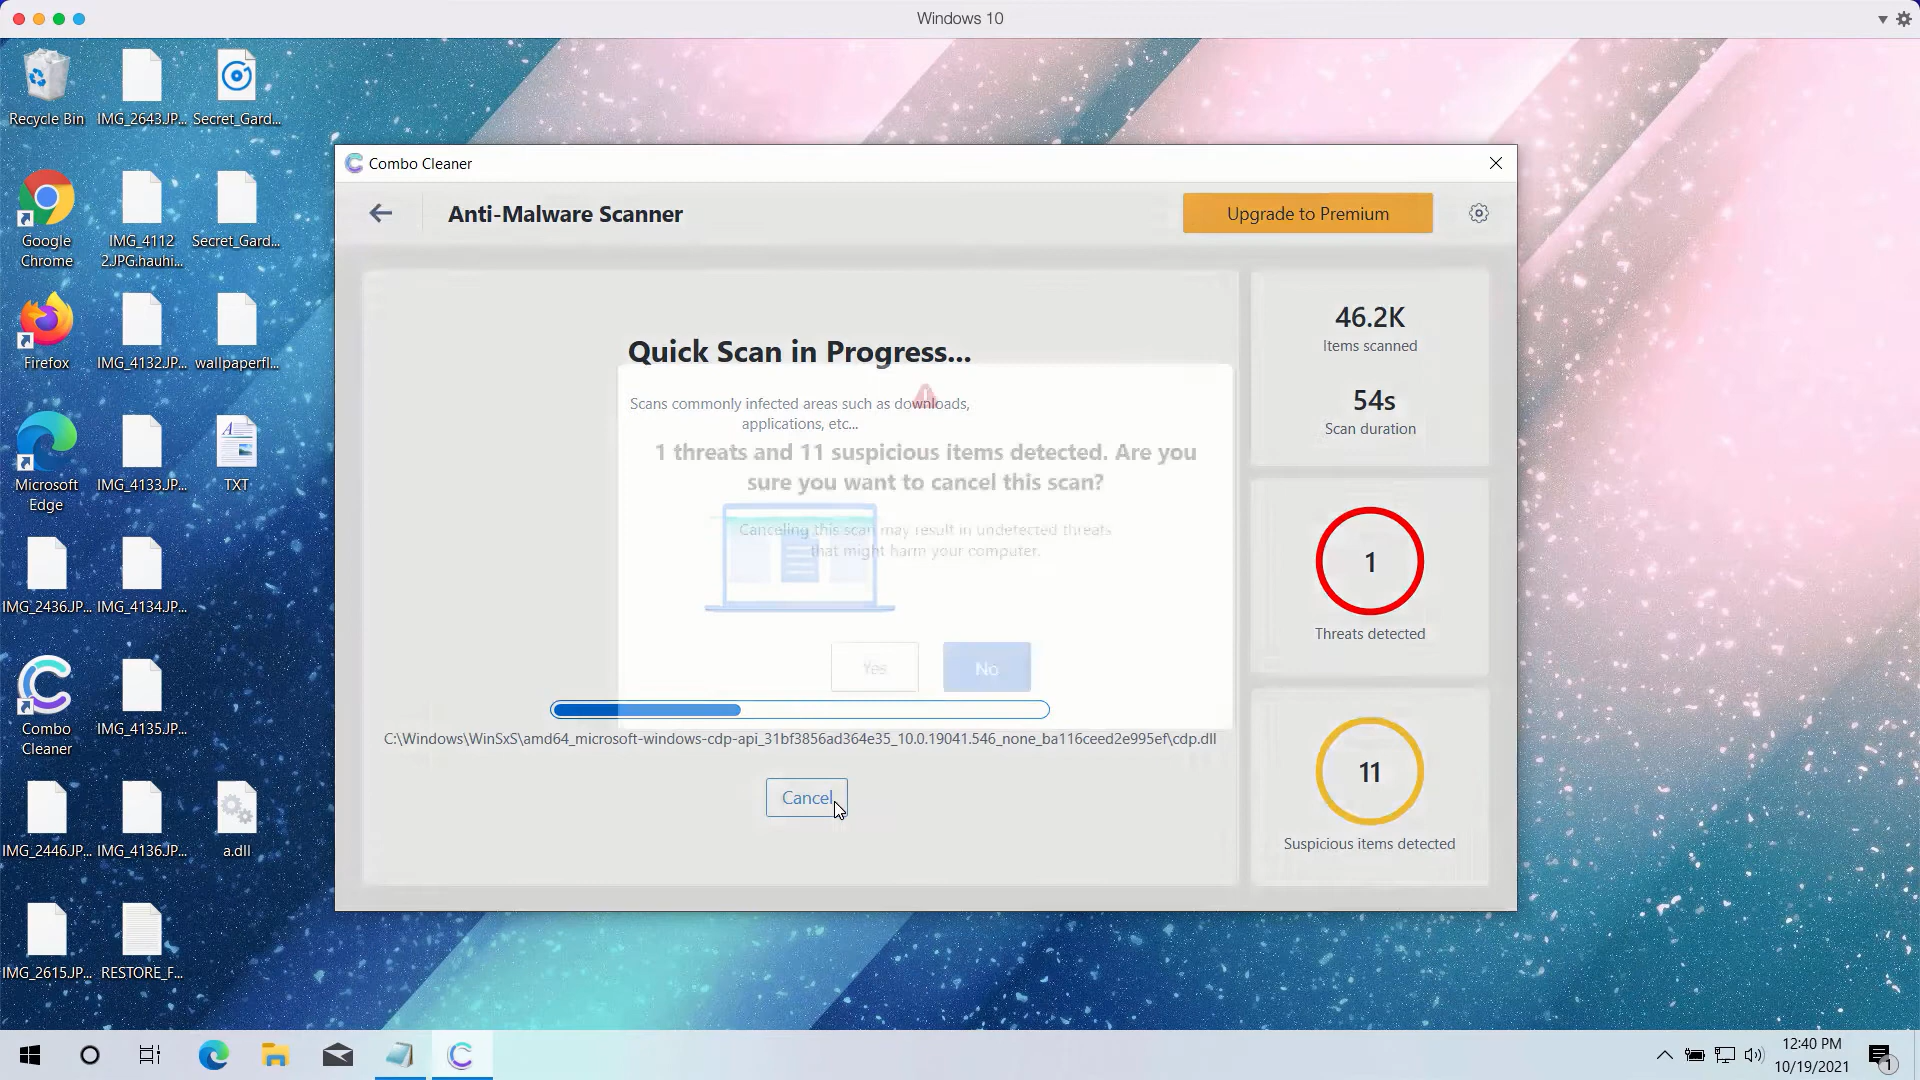 Windows 10
Recycle Bin
IMG_2643.JP...
Secret_Gard...
Google
Chrome
IMG_4112
2.JPG.hauhi...
Secret_Gard...
Firefox
IMG_4132.JP...
wallpaperfl...
Microsoft
Edge
IMG_4133.JP...
TXT
IMG_2436.JP...
IMG_4134.JP...
Combo
Cleaner
IMG_4135.JP...
IMG_2446.JP...
IMG_4136.JP...
a.dll
IMG_2615.JP...
RESTORE_F...
Combo Cleaner
Anti-Malware Scanner
Upgrade to Premium
Quick Scan in Progress...
Scans commonly infected areas such as downloads,
applications, etc...
1 threats and 11 suspicious items detected. Are you
sure you want to cancel this scan?
Canceling this scan may result in undetected threats
that might harm your computer.
Yes
No
C:\Windows\WinSxS\amd64_microsoft-windows-cdp-api_31bf3856ad364e35_10.0.19041.546_none_ba116ceed2e995ef\cdp.dll
Cancel
46.2K
Items scanned
54s
Scan duration
1
Threats detected
11
Suspicious items detected
12:40 PM
10/19/2021
1